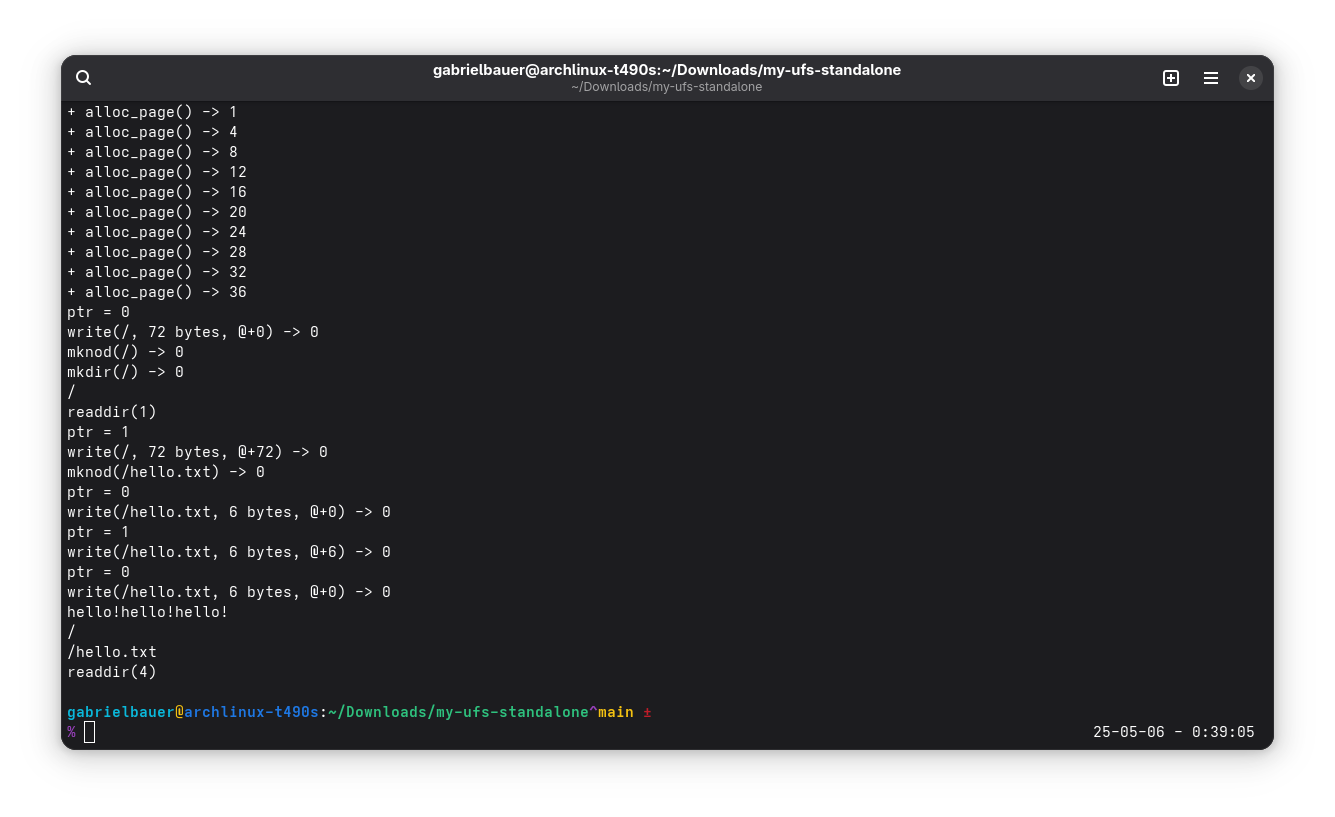 gabrielbauer@archlinux-t490s:~/Downloads/my-ufs-standalone
~/Downloads/my-ufs-standalone
+ alloc_page() -> 1
+ alloc_page() -> 4
+ alloc_page() -> 8
+ alloc_page() -> 12
+ alloc_page() -> 16
+ alloc_page() -> 20
+ alloc_page() -> 24
+ alloc_page() -> 28
+ alloc_page() -> 32
+ alloc_page() -> 36
ptr = 0
write(/, 72 bytes, @+0) -> 0
mknod(/) -> 0
mkdir(/) -> 0
/
readdir(1)
ptr = 1
write(/, 72 bytes, @+72) -> 0
mknod(/hello.txt) -> 0
ptr = 0
write(/hello.txt, 6 bytes, @+0) -> 0
ptr = 1
write(/hello.txt, 6 bytes, @+6) -> 0
ptr = 0
write(/hello.txt, 6 bytes, @+0) -> 0
hello!hello!hello!
/
/hello.txt
readdir(4)
gabrielbauer@archlinux-t490s:~/Downloads/my-ufs-standalone^main ±
% 25-05-06 - 0:39:05